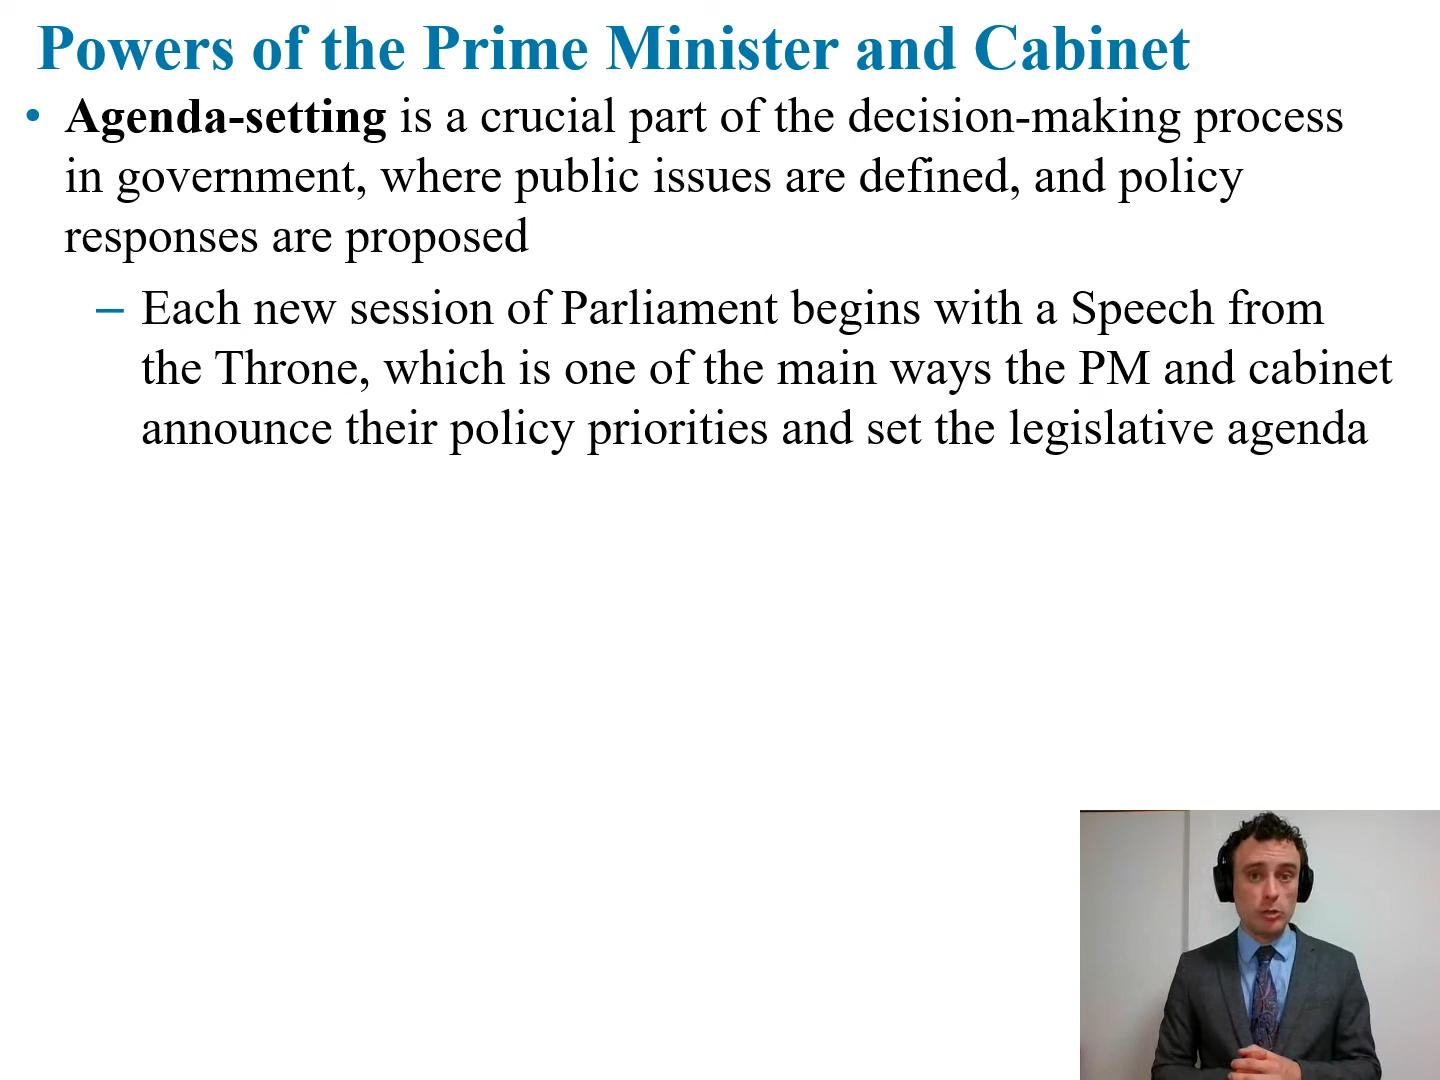 Powers of the Prime Minister and Cabinet
• Agenda-setting is a crucial part of the decision-making process
in government, where public issues are defined, and policy
responses are proposed
– Each new session of Parliament begins with a Speech from
the Throne, which is one of the main ways the PM and cabinet
announce their policy priorities and set the legislative agenda